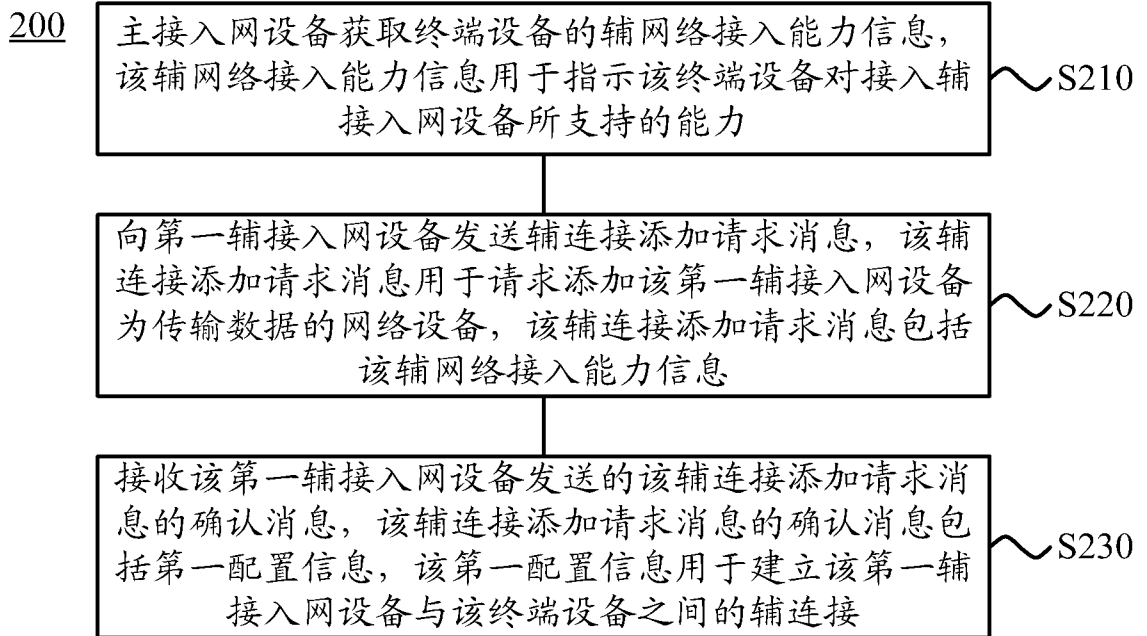 200
主接入网设备获取终端设备的辅网络接入能力信息，
该辅网络接入能力信息用于指示该终端设备对接入辅
接入网设备所支持的能力
S210
向第一辅接入网设备发送辅连接添加请求消息，该辅
连接添加请求消息用于请求添加该第一辅接入网设备
为传输数据的网络设备，该辅连接添加请求消息包括
该辅网络接入能力信息
S220
接收该第一辅接入网设备发送的该辅连接添加请求消
息的确认消息，该辅连接添加请求消息的确认消息包
括第一配置信息，该第一配置信息用于建立该第一辅
接入网设备与该终端设备之间的辅连接
S230